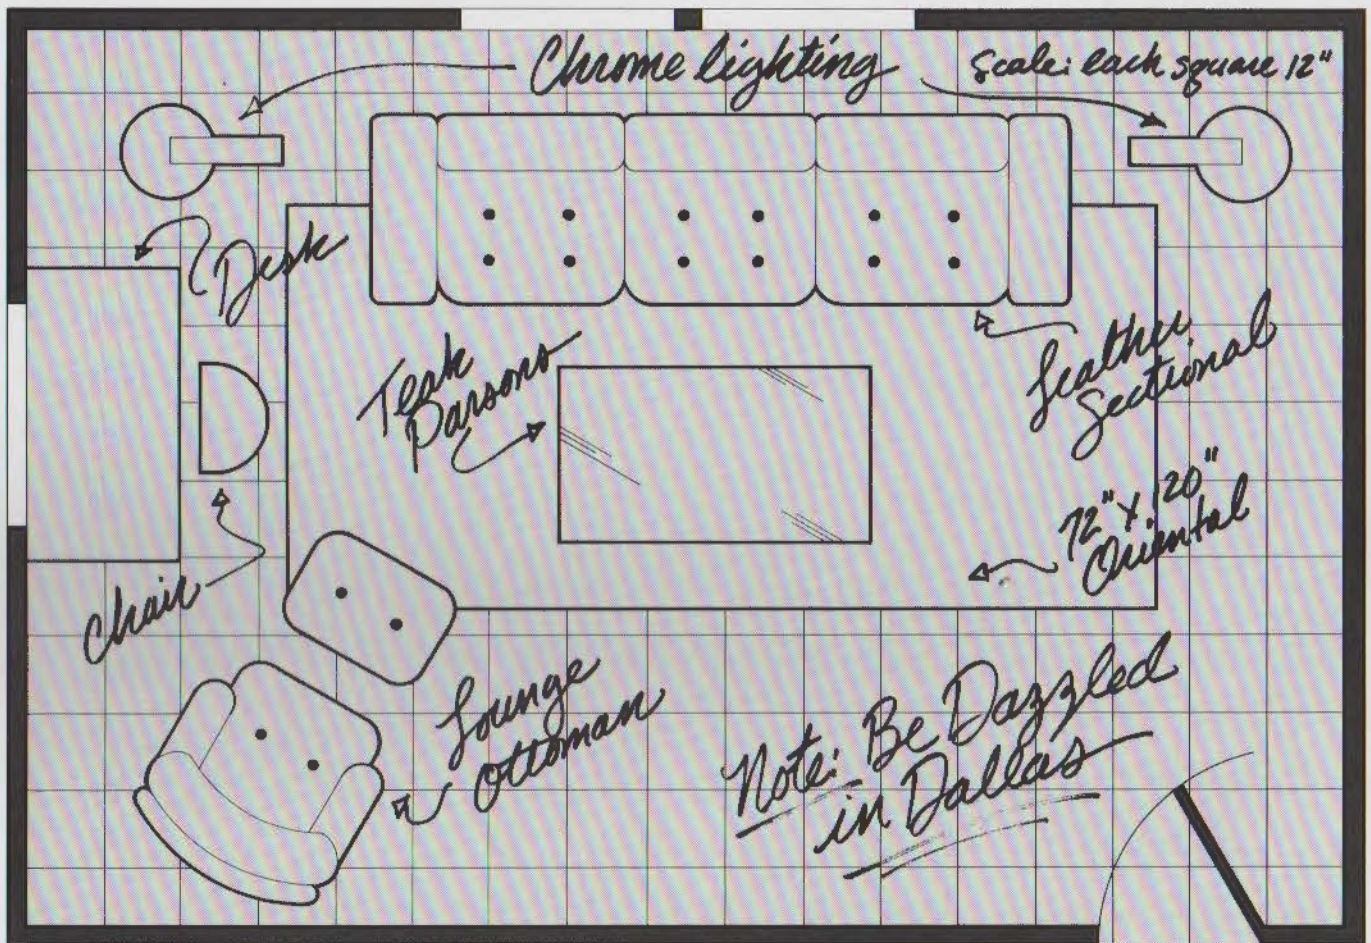 Chrome lighting
Scale: each square 12"
Desk
Teak
Parsons
Leather
Sectional
72" x 120"
Oriental
Chair
Lounge
Ottoman
Note: Be Dazzled
in Dallas